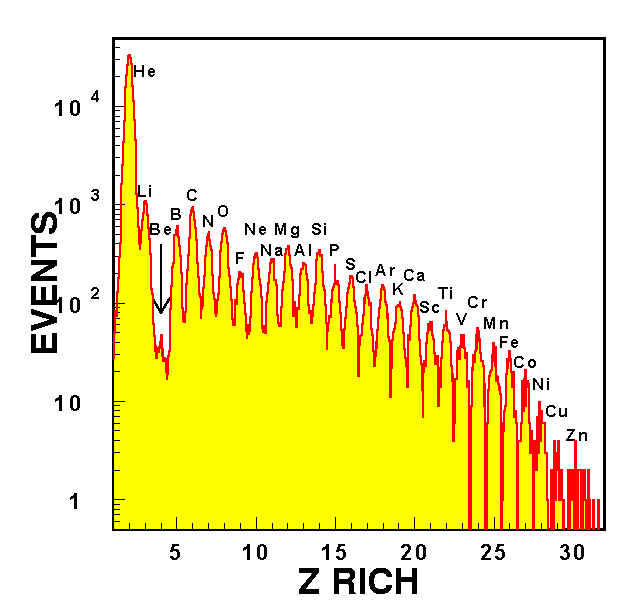 He
10 4
Li
10 3
Be
B
C
N
O
F
Ne
Na
Mg
Al
Si
P
S
Cl
Ar
K
Ca
Sc
Ti
V
Cr
Mn
Fe
Co
Ni
Cu
Zn
10 2
10
1
EVENTS
5 10 15 20 25 30
Z RICH